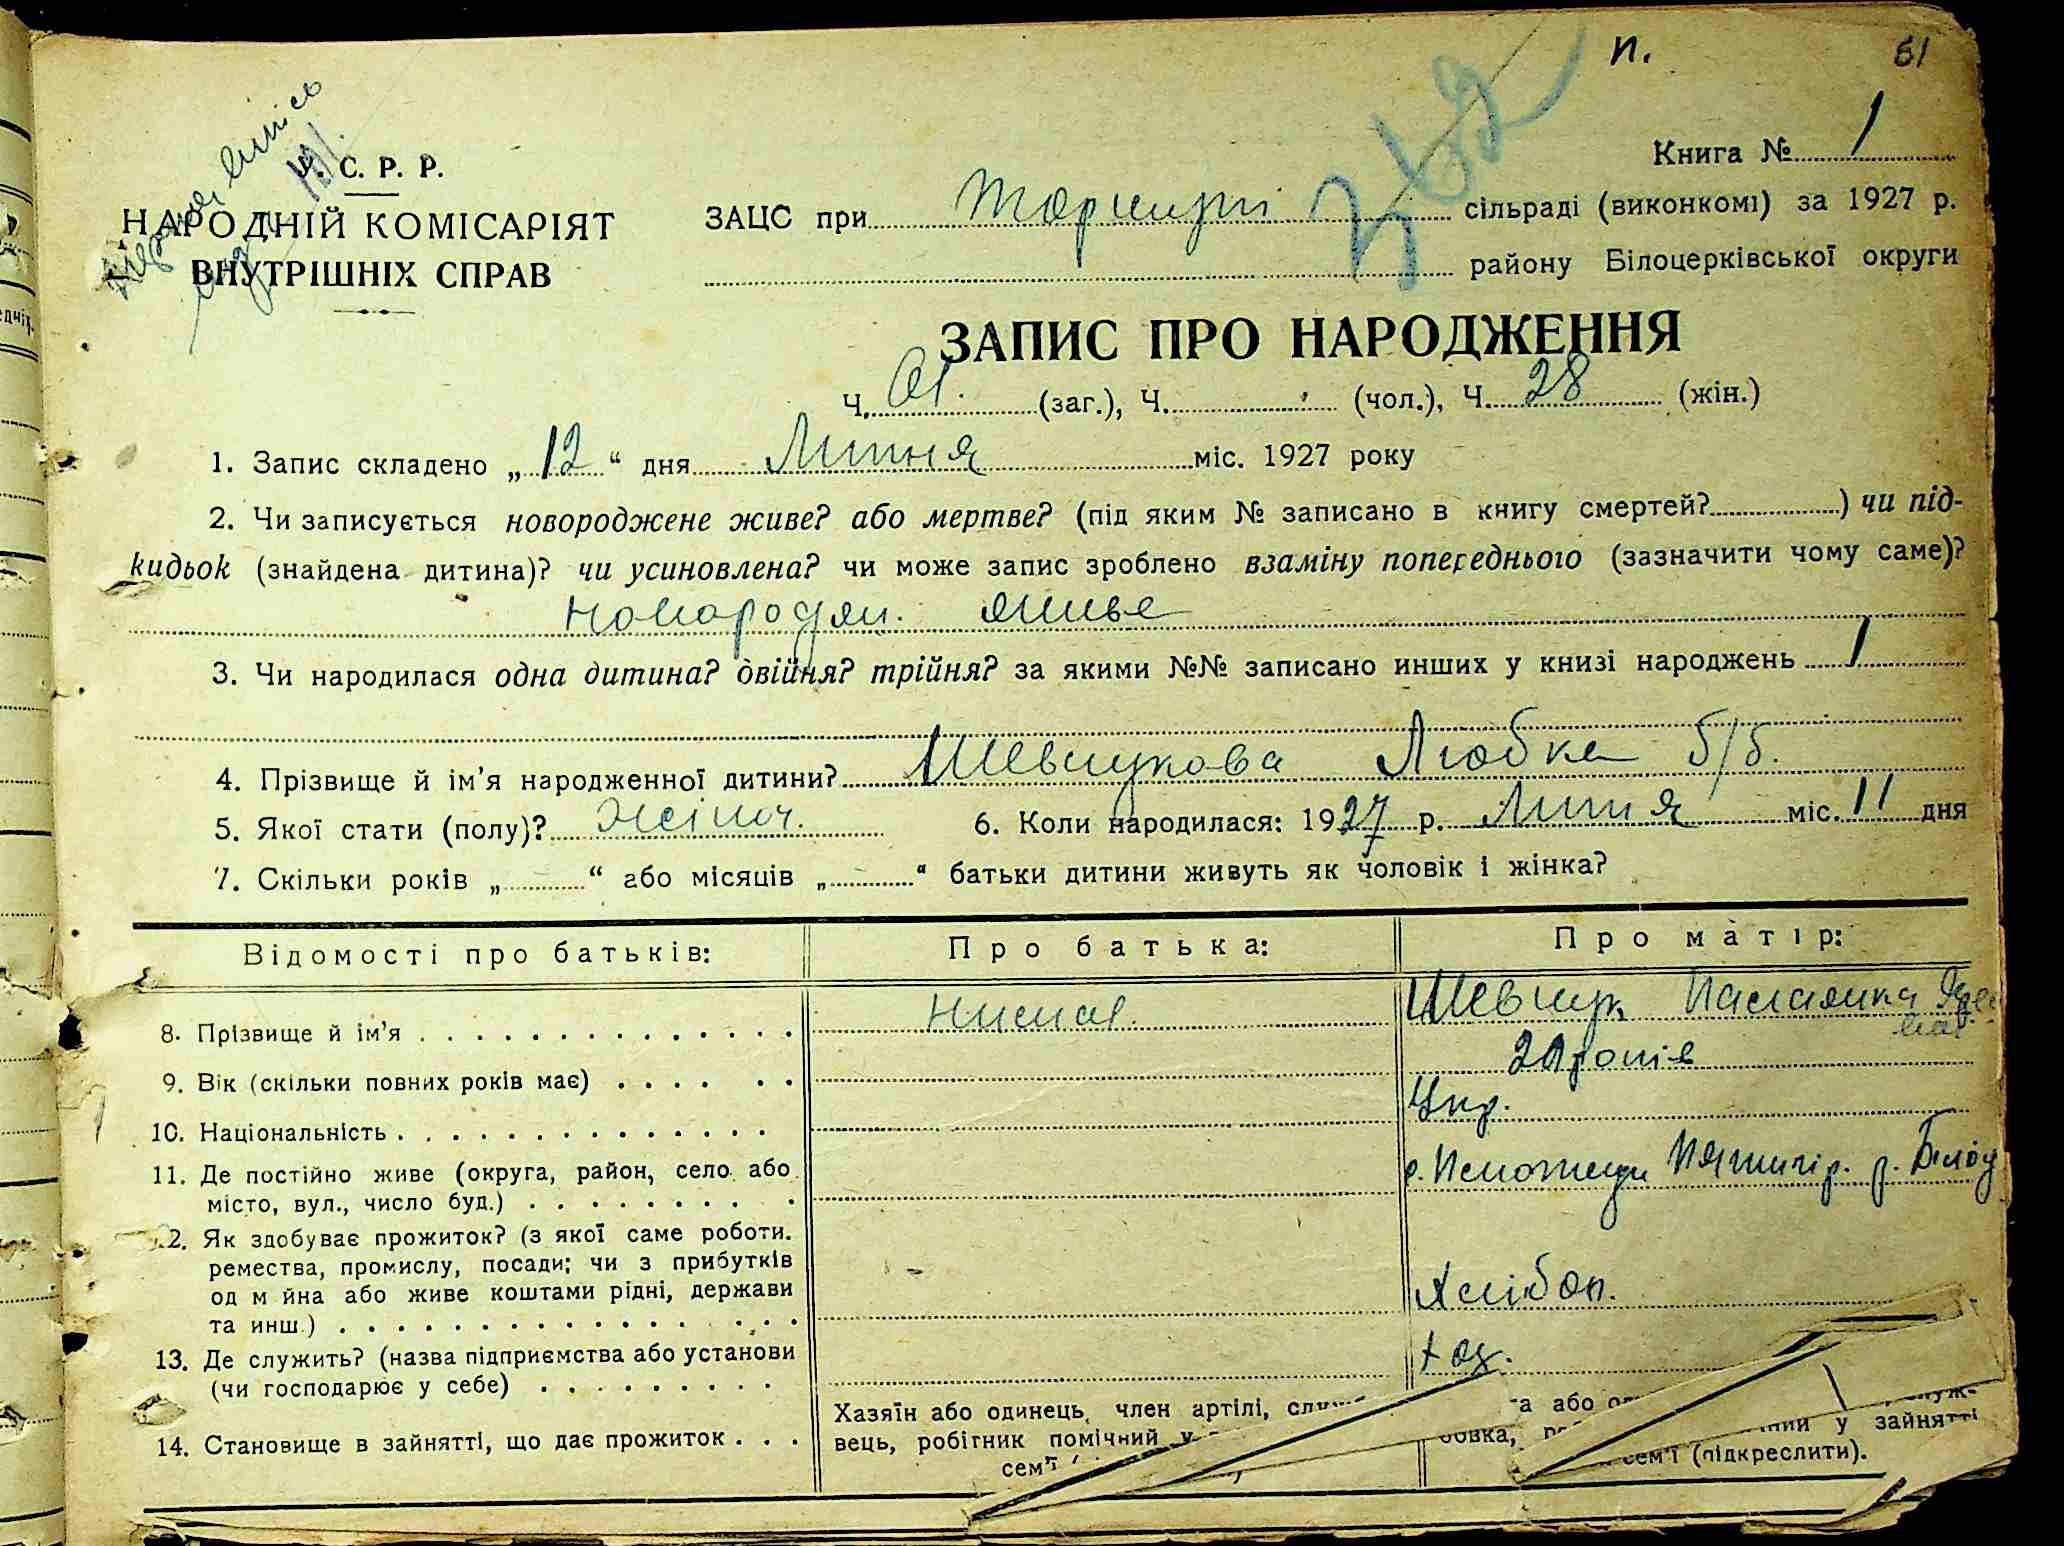 п. 61
Книга № 1
У. С. Р. Р.
НАРОДНІЙ КОМІСАРІЯТ
ВНУТРІШНІХ СПРАВ
ЗАЦС при сільраді (виконкомі) за 1927 р.
району Білоцерківської округи
ЗАПИС ПРО НАРОДЖЕННЯ
Ч. 61. (заг.), Ч. (чол.), Ч. 28 (жін.)
1. Запис складено „12“ дня Липня міс. 1927 року
2. Чи записується новороджене живе? або мертве? (під яким № записано в книгу смертей?) чи під-
кидьок (знайдена дитина)? чи усиновлена? чи може запис зроблено взаміну попереднього (зазначити чому саме)?
живе
3. Чи народилася одна дитина? двійня? трійня? за якими №№ записано инших у книзі народжень 1
4. Прізвище й ім'я народженної дитини? Шевчукова Любка б/б.
5. Якої стати (полу)? Жіноч. 6. Коли народилася: 1927 р. Липня міс. 11 дня
7. Скільки років „ “ або місяців „ “ батьки дитини живуть як чоловік і жінка?
Відомості про батьків: Про батька: Про матір:
8. Прізвище й ім'я Шевчук
9. Вік (скільки повних років має)
10. Національність Укр.
11. Де постійно живе (округа, район, село або
місто, вул., число буд.)
12. Як здобуває прожиток? (з якої саме роботи.
ремества, промислу, посади; чи з прибутків
од м йна або живе коштами рідні, держави
та инш.) Хлібоп.
13. Де служить? (назва підприємства або установи
(чи господарює у себе)
14. Становище в зайнятті, що дає прожиток
Хазяїн або одинець, член артілі,
вець, робітник помічний у
у зайнятті
сем'ї (підкреслити).